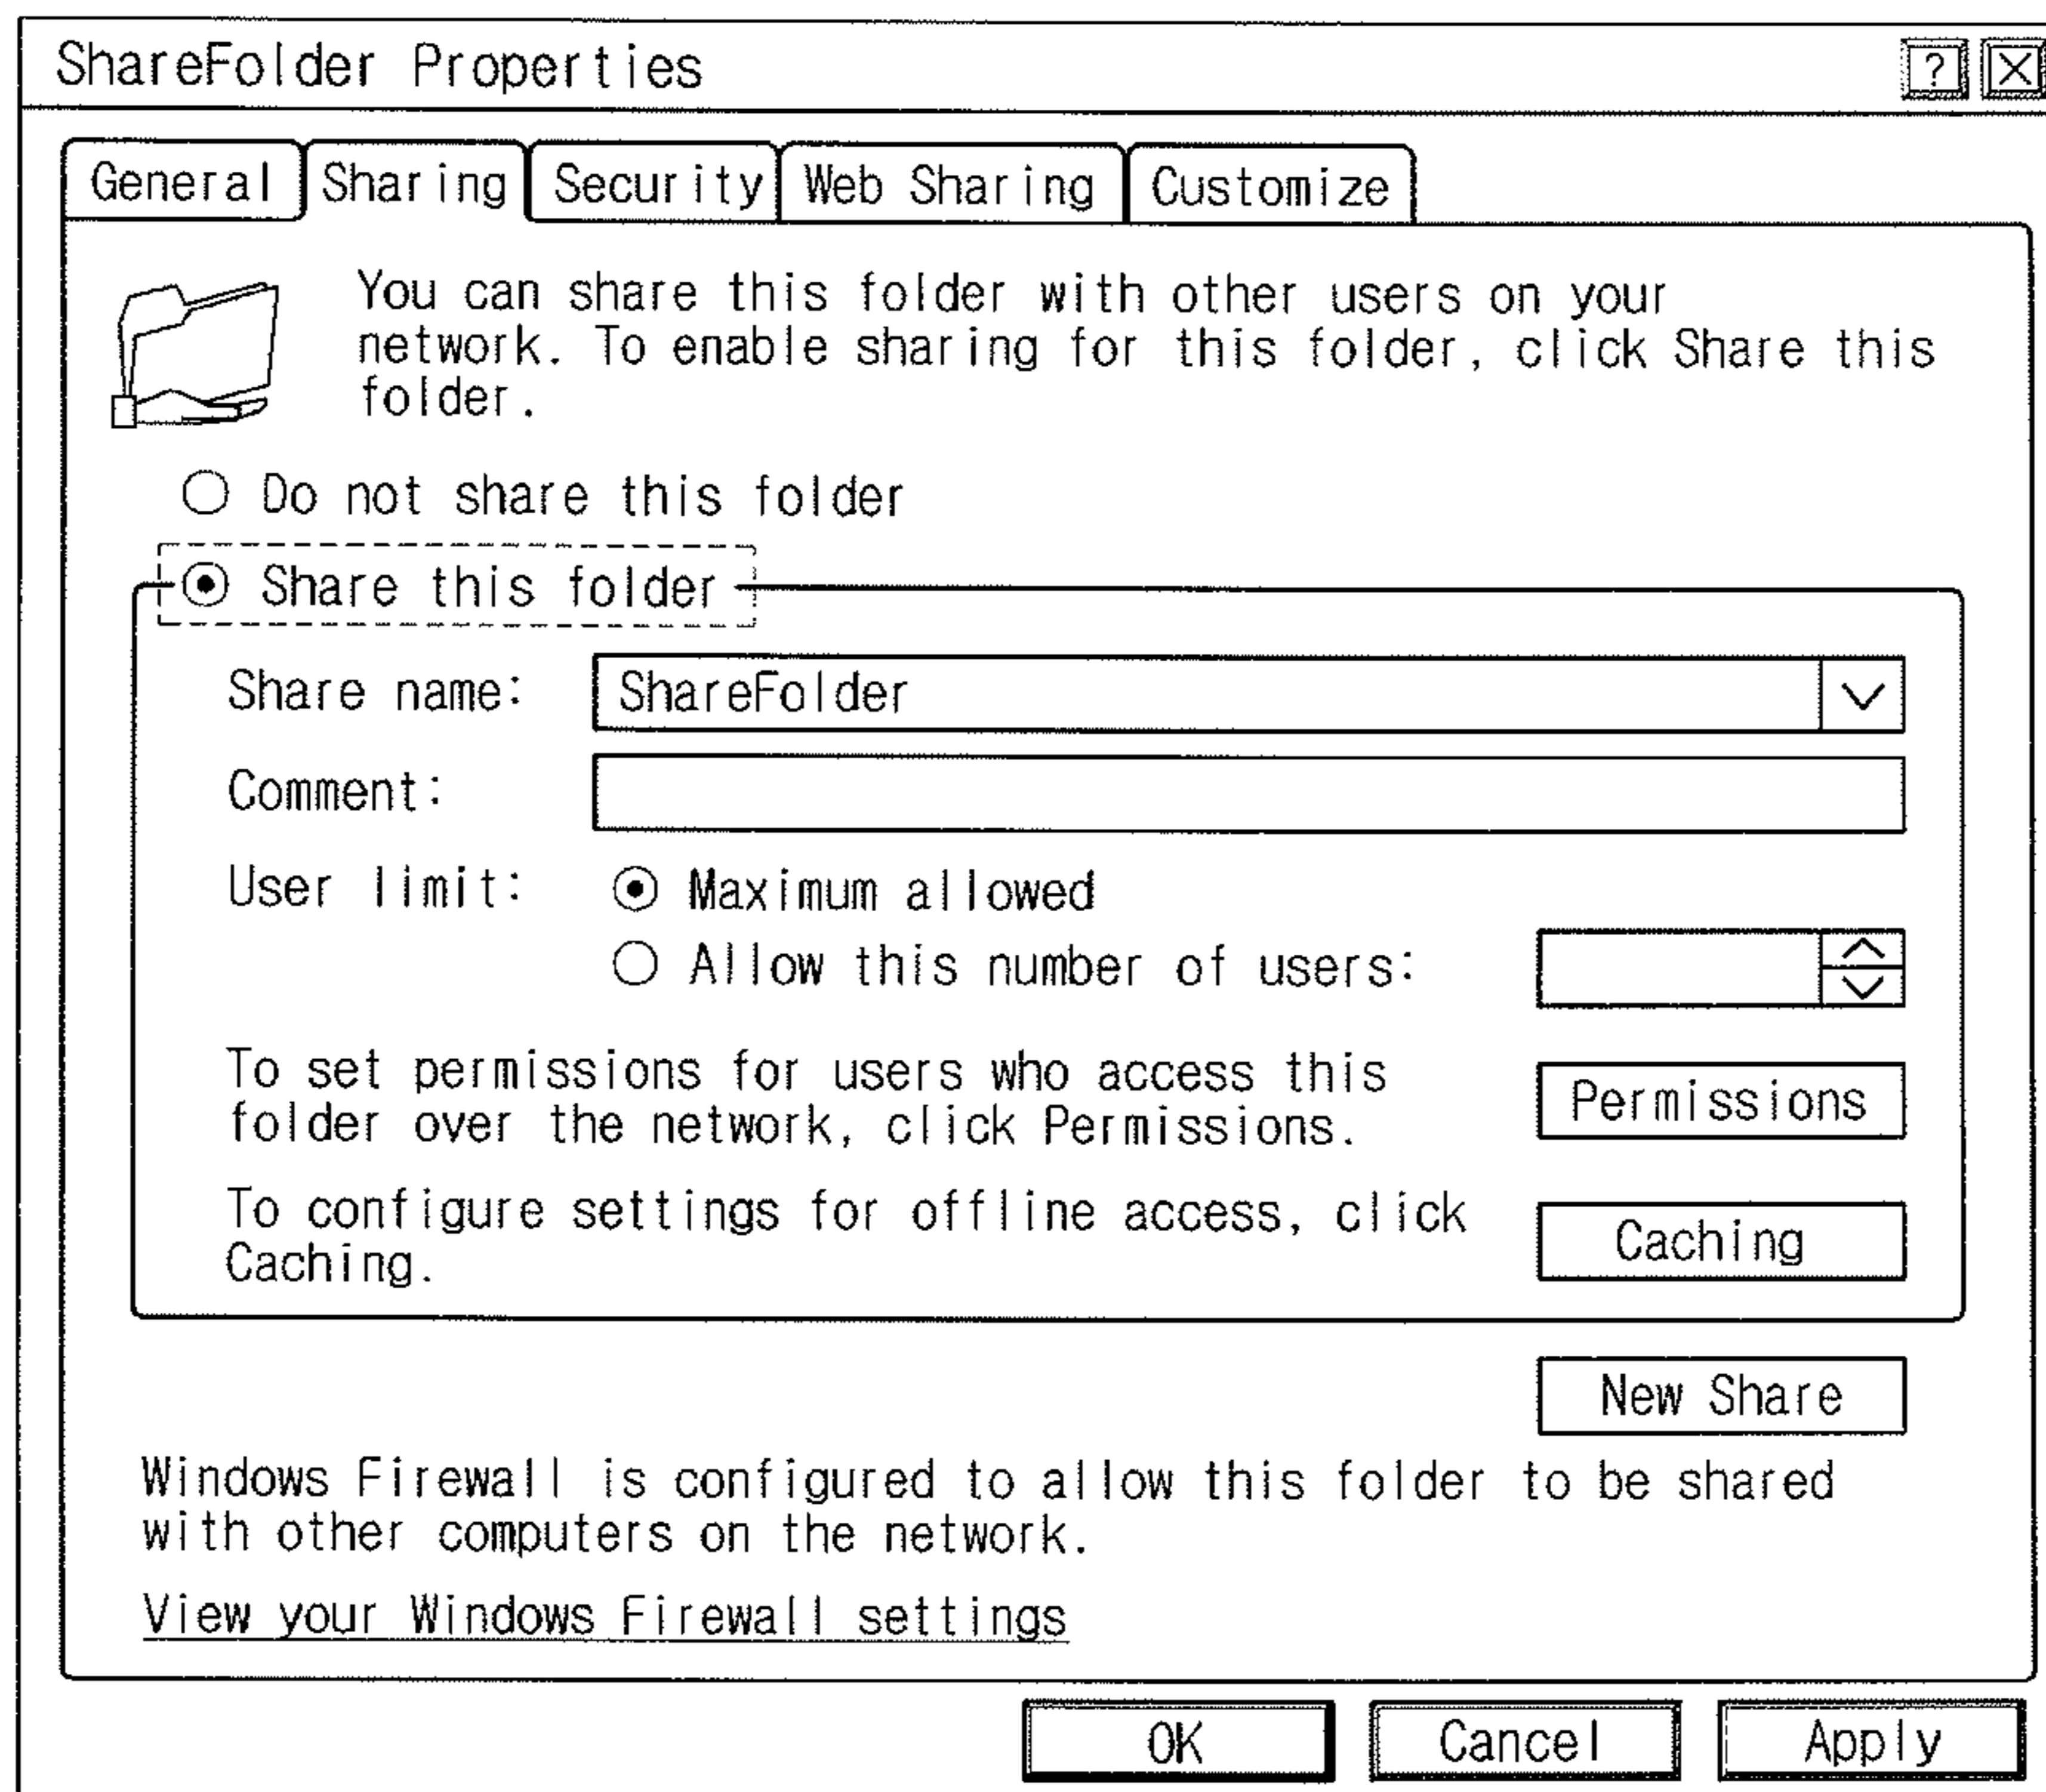 ShareFolder Properties ?
General Sharing Security Web Sharing Customize
You can share this folder with other users on your
network. To enable sharing for this folder, click Share this
folder.
Do not share this folder
Share this folder
Share name: ShareFolder
Comment:
User limit: Maximum allowed
Allow this number of users:
To set permissions for users who access this
folder over the network, click Permissions.
Permissions
To configure settings for offline access, click
Caching.
Caching
New Share
Windows Firewall is configured to allow this folder to be shared
with other computers on the network.
View your Windows Firewall settings
OK Cancel Apply